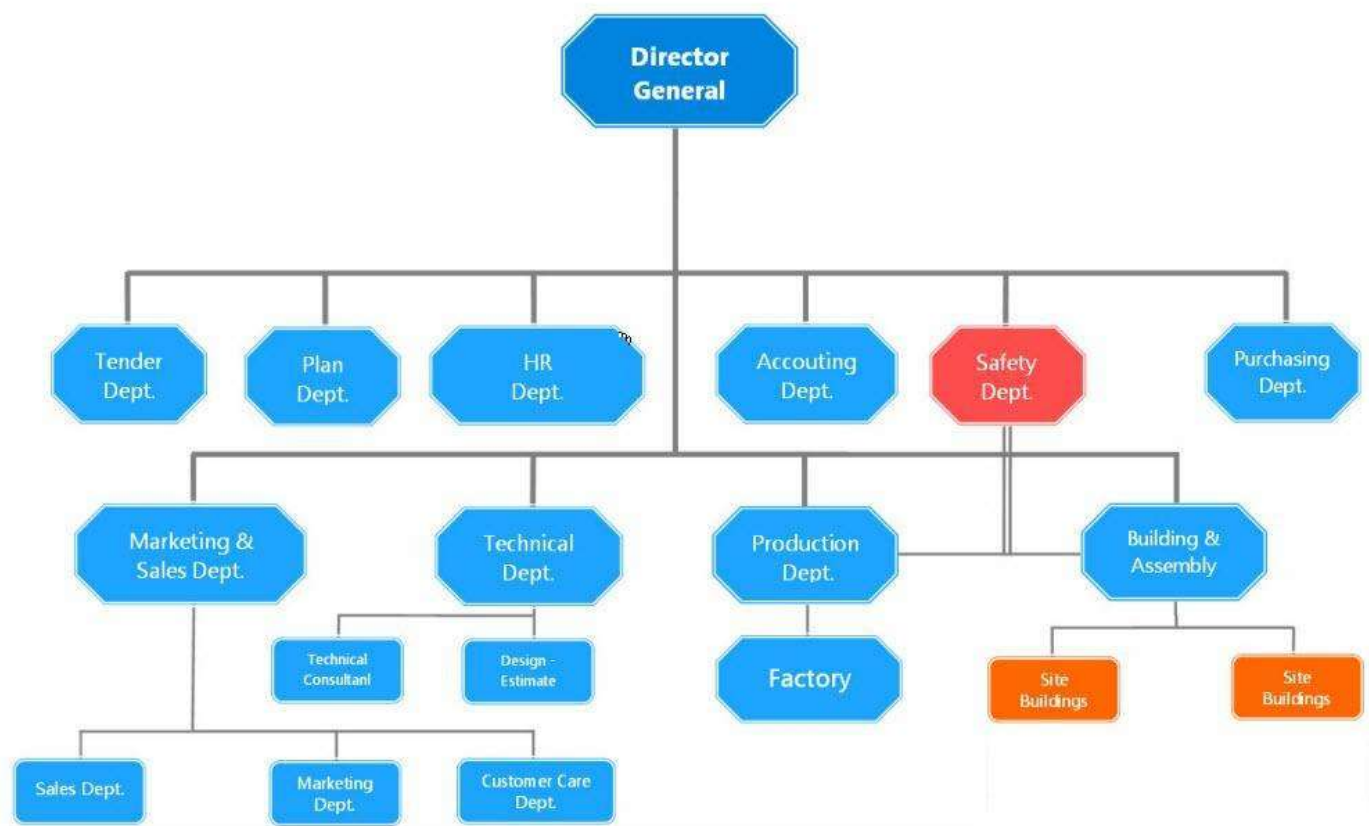 Director
General
Tender
Dept.
Plan
Dept.
HR
Dept.
Accouting
Dept.
Safety
Dept.
Purchasing
Dept.
Marketing &
Sales Dept.
Technical
Dept.
Production
Dept.
Building &
Assembly
Technical
Consultanl
Design -
Estimate
Factory
Site
Buildings
Site
Buildings
Sales Dept.
Marketing
Dept.
Customer Care
Dept.